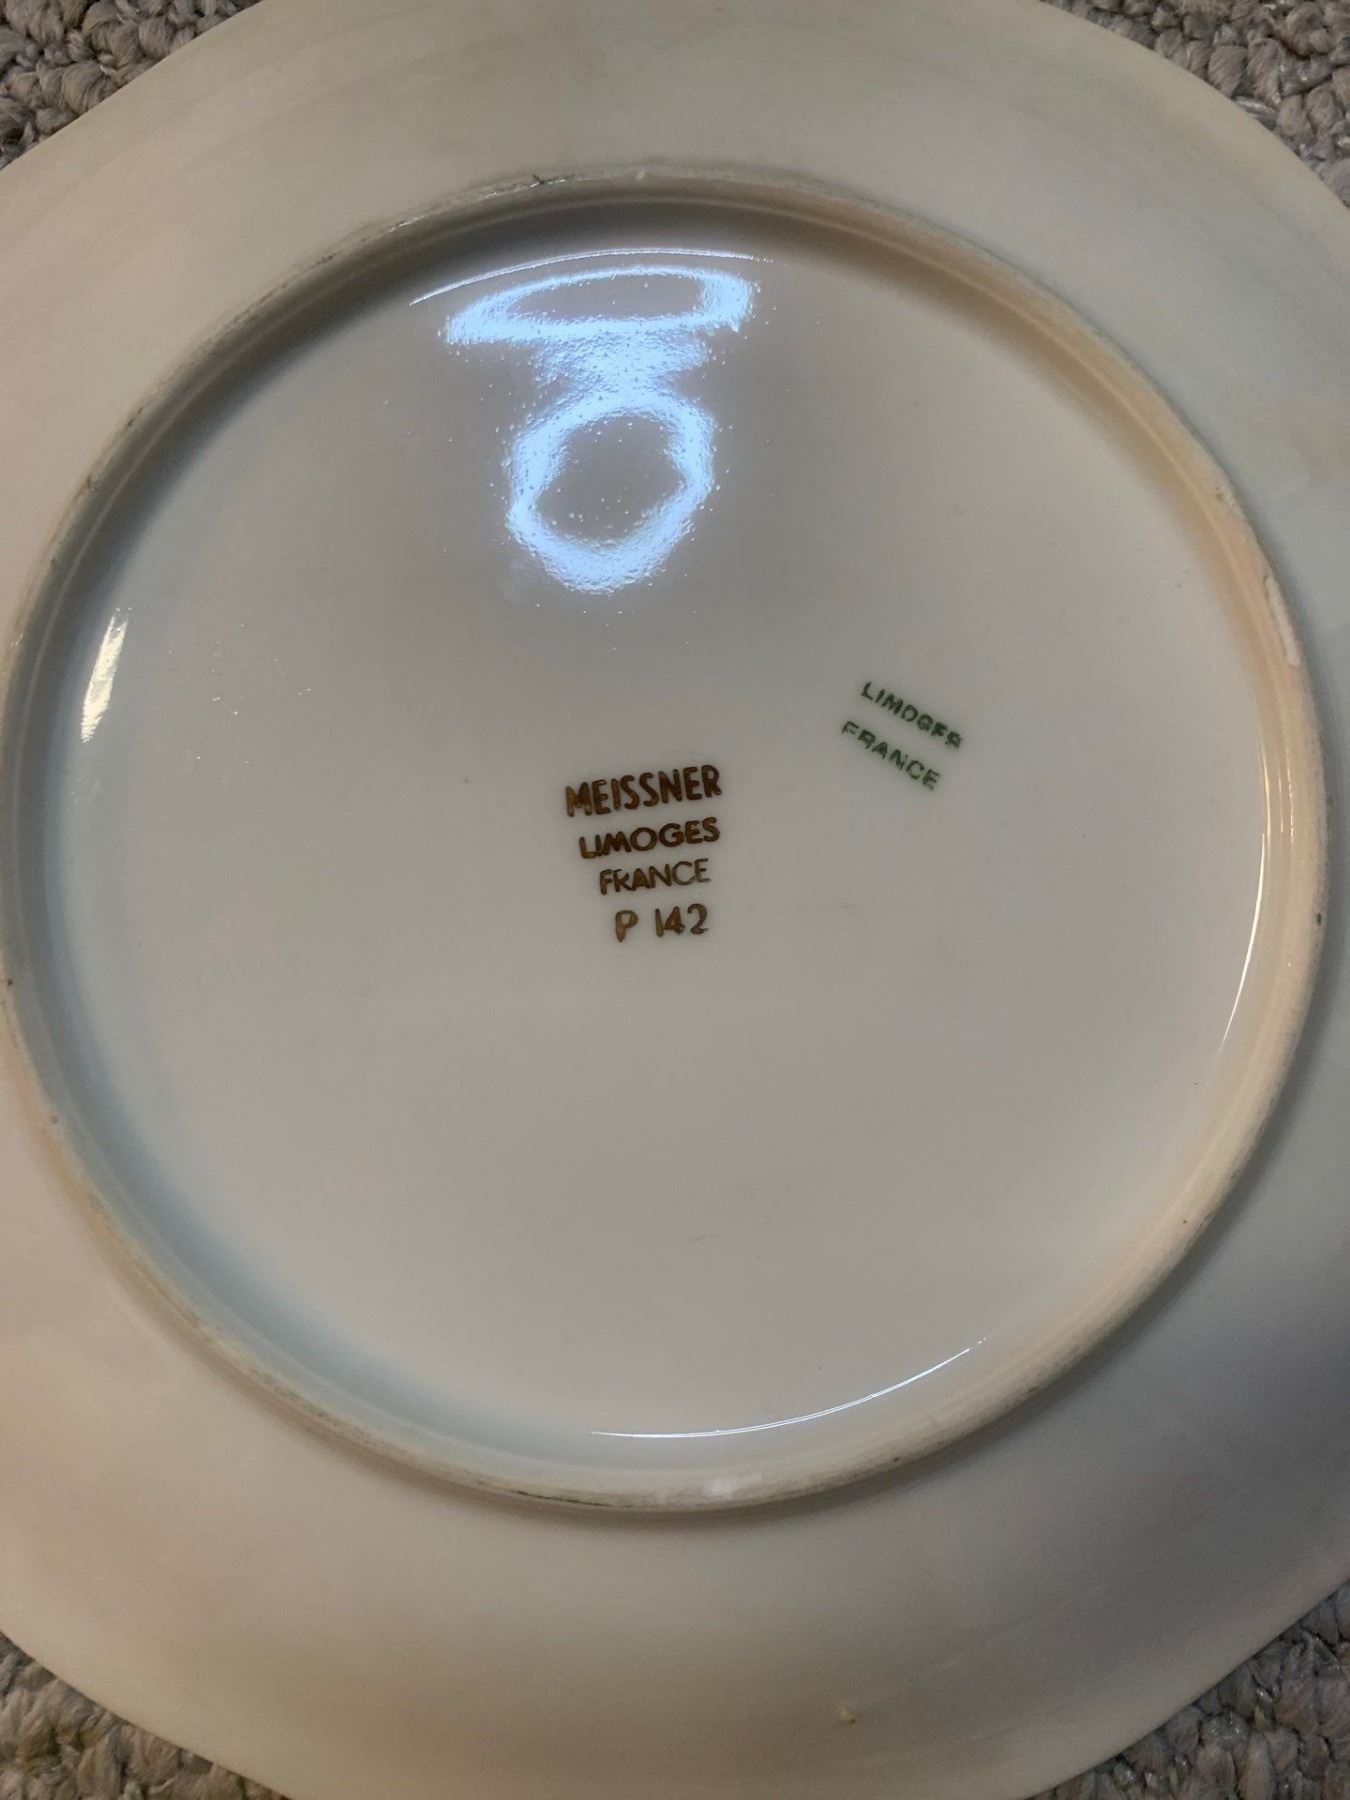 LIMOGES
FRANCE
MEISSNER
LIMOGES
FRANCE
P 142